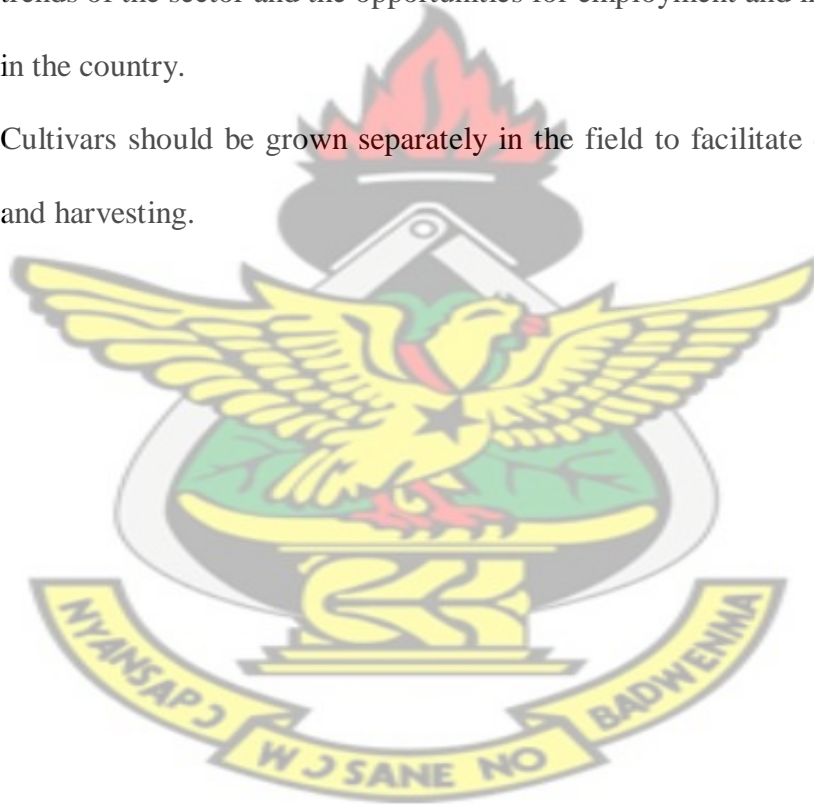 trends of the sector and the opportunities for employment and
in the country.
Cultivars should be grown separately in the field to facilitate
and harvesting.
NYANSAPƆ
WƆSANE NO
BADWENMA